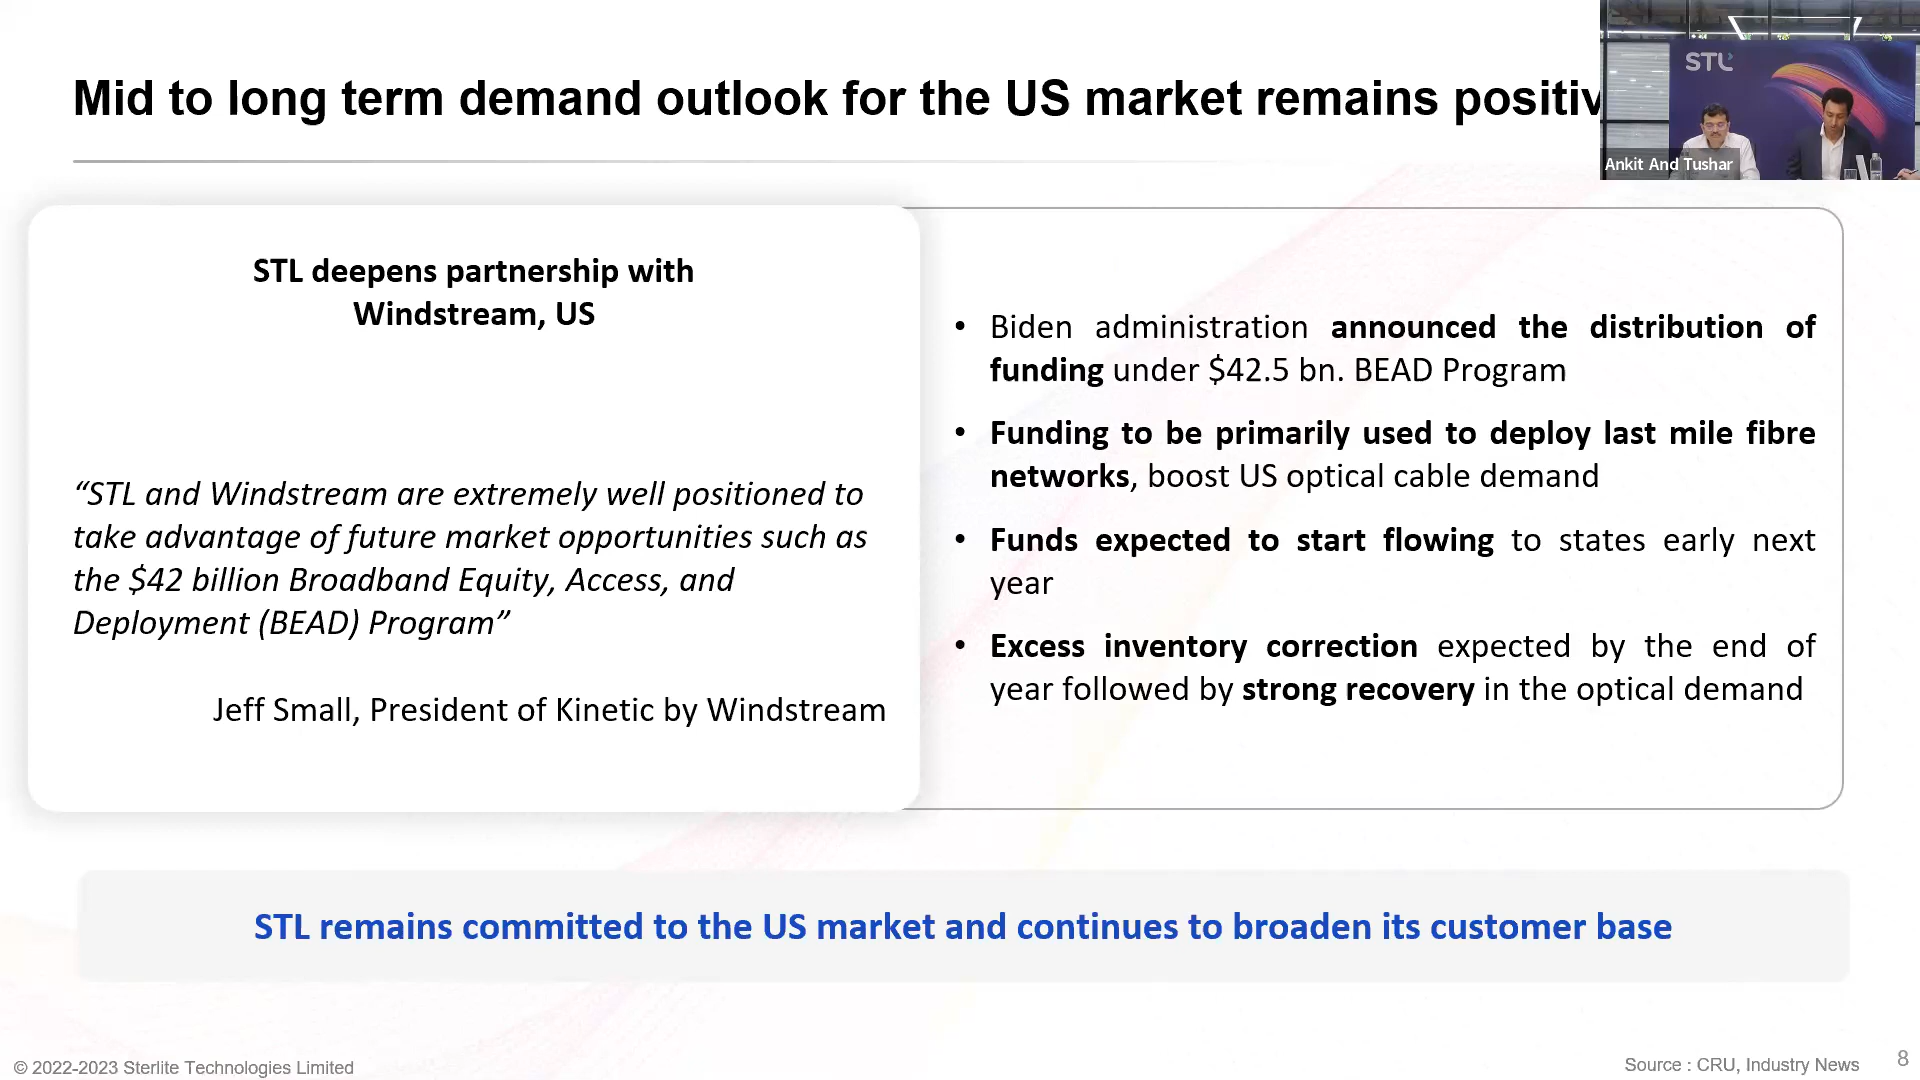 Mid to long term demand outlook for the US market remains positiv
STL
Ankit And Tushar
STL deepens partnership with
Windstream, US
“STL and Windstream are extremely well positioned to
take advantage of future market opportunities such as
the $42 billion Broadband Equity, Access, and
Deployment (BEAD) Program”
Jeff Small, President of Kinetic by Windstream
• Biden administration announced the distribution of
funding under $42.5 bn. BEAD Program
• Funding to be primarily used to deploy last mile fibre
networks, boost US optical cable demand
• Funds expected to start flowing to states early next
year
• Excess inventory correction expected by the end of
year followed by strong recovery in the optical demand
STL remains committed to the US market and continues to broaden its customer base
© 2022-2023 Sterlite Technologies Limited
Source : CRU, Industry News
8